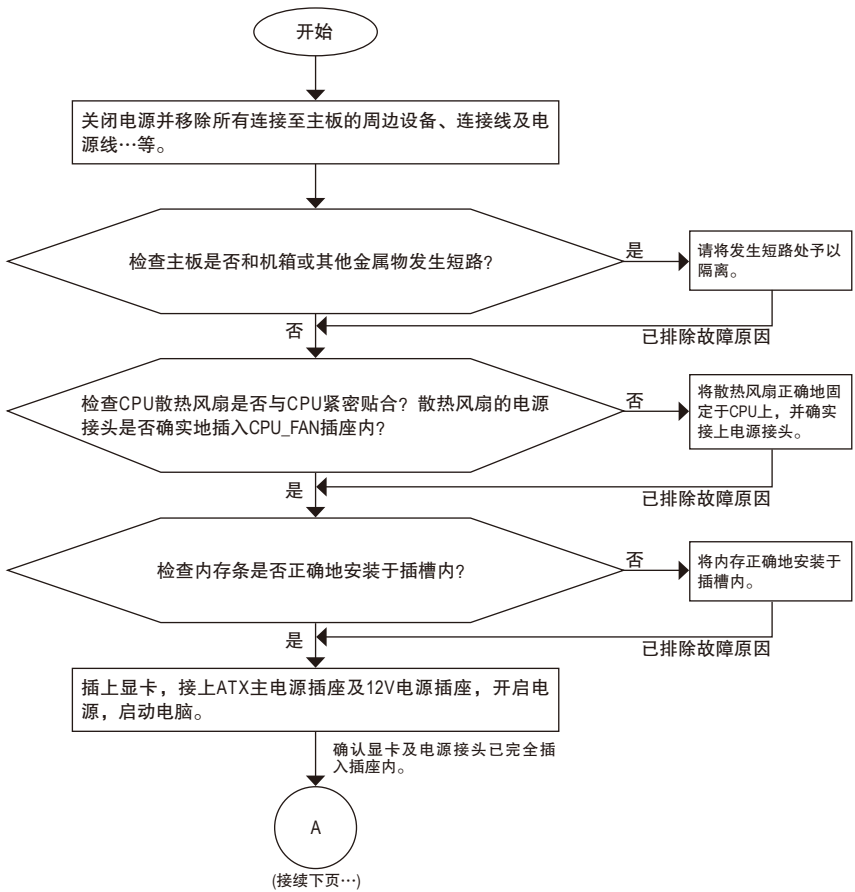 开始
关闭电源并移除所有连接至主板的周边设备、连接线及电
源线…等。
检查主板是否和机箱或其他金属物发生短路?
是
请将发生短路处予以
隔离。
否
已排除故障原因
检查CPU散热风扇是否与CPU紧密贴合? 散热风扇的电源
接头是否确实地插入CPU_FAN插座内?
否
将散热风扇正确地固
定于CPU上，并确实
接上电源接头。
是
已排除故障原因
检查内存条是否正确地安装于插槽内?
否
将内存正确地安装于
插槽内。
是
已排除故障原因
插上显卡，接上ATX主电源插座及12V电源插座，开启电
源，启动电脑。
确认显卡及电源接头已完全插
入插座内。
A
(接续下页…)